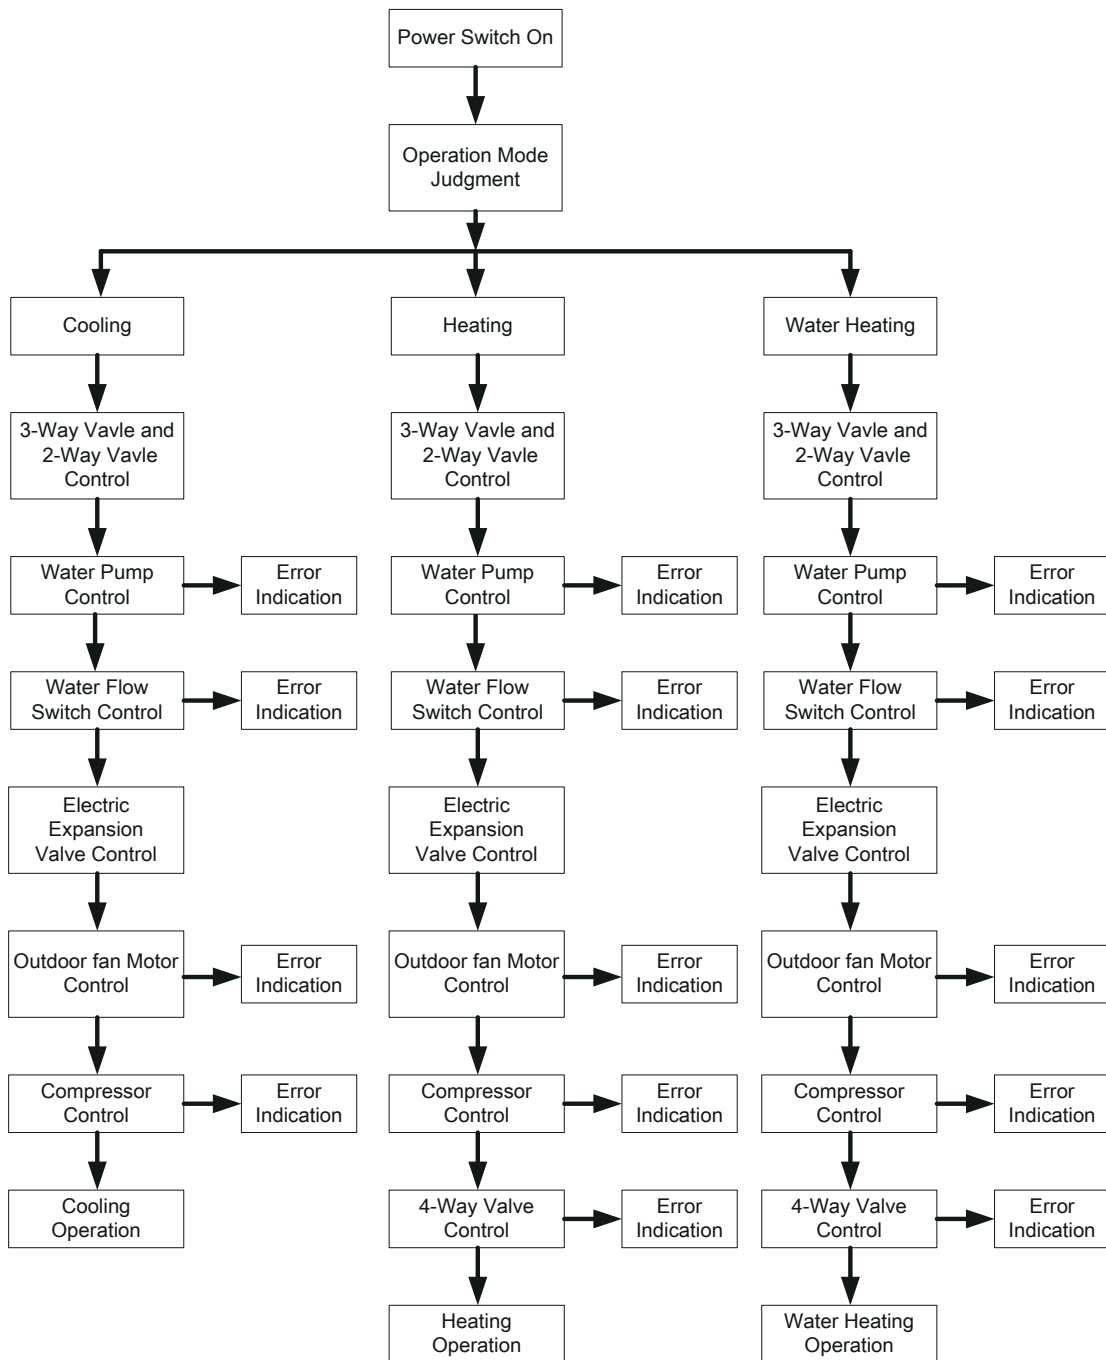 Power Switch On
Operation Mode
Judgment
Cooling
Heating
Water Heating
3-Way Vavle and
2-Way Vavle
Control
3-Way Vavle and
2-Way Vavle
Control
3-Way Vavle and
2-Way Vavle
Control
Water Pump
Control
Error
Indication
Water Pump
Control
Error
Indication
Water Pump
Control
Error
Indication
Water Flow
Switch Control
Error
Indication
Water Flow
Switch Control
Error
Indication
Water Flow
Switch Control
Error
Indication
Electric
Expansion
Valve Control
Electric
Expansion
Valve Control
Electric
Expansion
Valve Control
Outdoor fan Motor
Control
Error
Indication
Outdoor fan Motor
Control
Error
Indication
Outdoor fan Motor
Control
Error
Indication
Compressor
Control
Error
Indication
Compressor
Control
Error
Indication
Compressor
Control
Error
Indication
Cooling
Operation
4-Way Valve
Control
Error
Indication
4-Way Valve
Control
Error
Indication
Heating
Operation
Water Heating
Operation